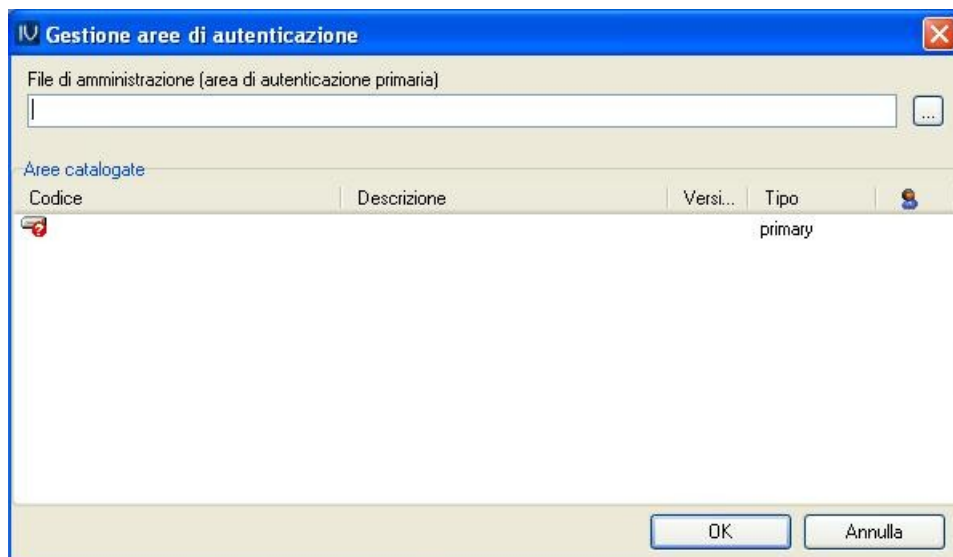 IV Gestione aree di autenticazione
File di amministrazione (area di autenticazione primaria)
...
Aree catalogate
Codice Descrizione Versi... Tipo
? primary
OK Annulla